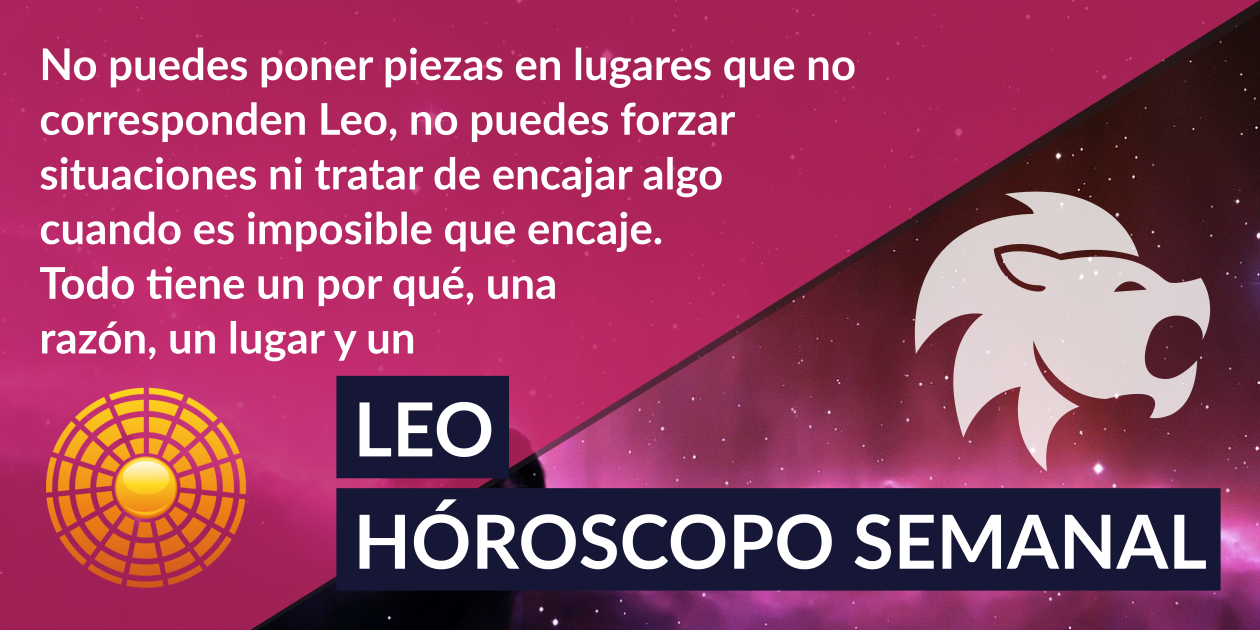 No puedes poner piezas en lugares que no
corresponden Leo, no puedes forzar
situaciones ni tratar de encajar algo
cuando es imposible que encaje.
Todo tiene un por qué, una
razón, un lugar y un
LEO
HÓROSCOPO SEMANAL